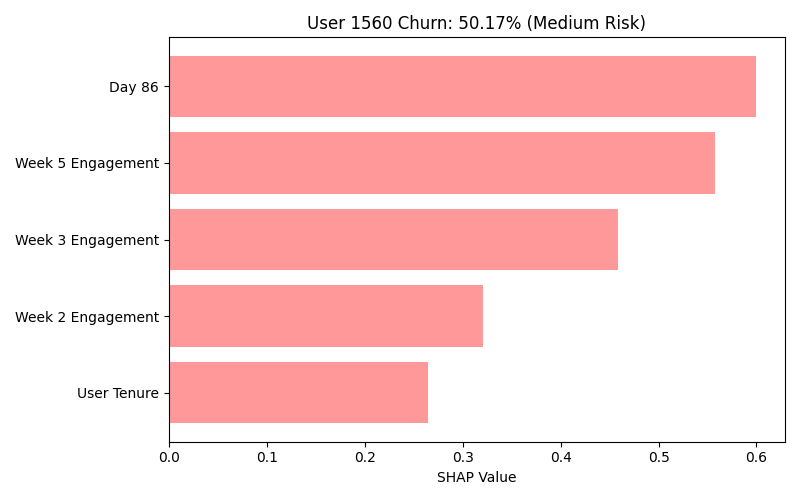 User 1560 Churn: 50.17% (Medium Risk)
Day 86
Week 5 Engagement
Week 3 Engagement
Week 2 Engagement
User Tenure
0.0 0.1 0.2 0.3 0.4 0.5 0.6
SHAP Value